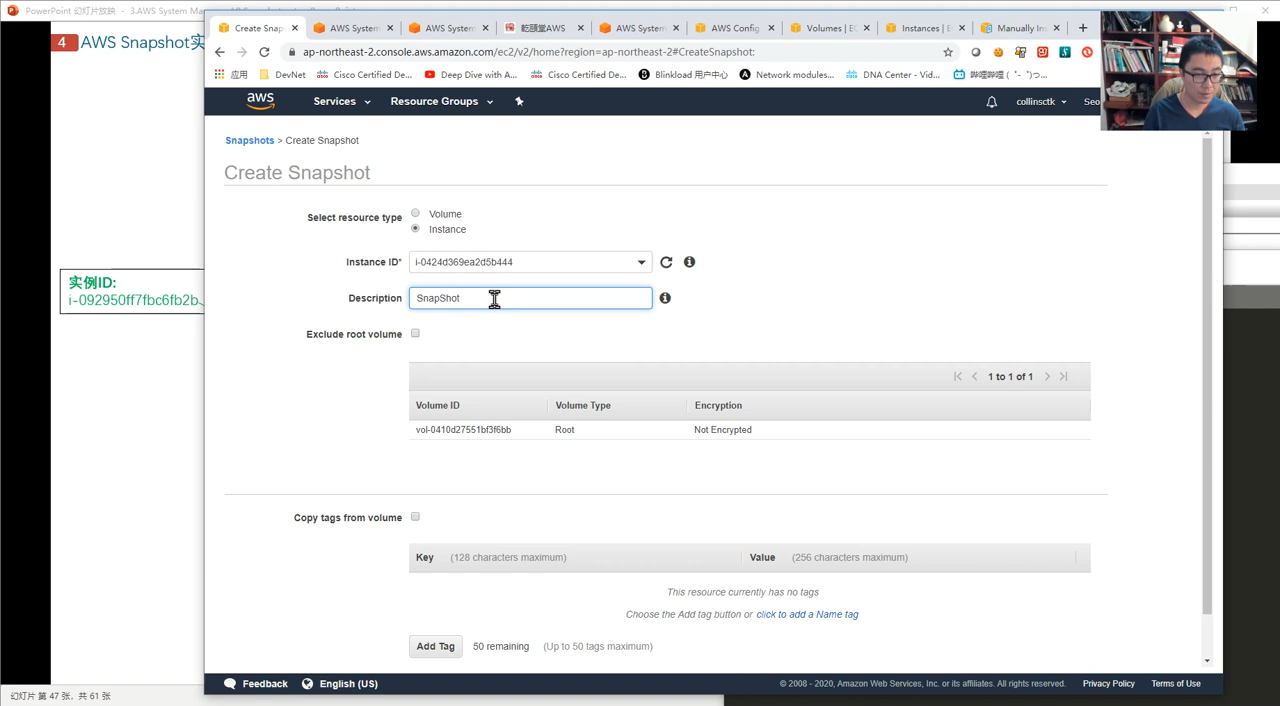 PowerPoint 幻灯片放映 - 3.AWS System Ma
4 AWS Snapshot实
实例ID:
i-092950ff7fbc6fb2b
幻灯片 第 47 张，共 61 张
Create Snap
AWS System
AWS Syst
乾颐堂AWS
AWS System
AWS Config
Volumes | E
Instances | E
Manually In
ap-northeast-2.console.aws.amazon.com/ec2/v2/home?region=ap-northeast-2#CreateSnapshot:
应用
DevNet
Cisco Certified De...
Deep Dive with A...
Cisco Certified De...
Blinkload 用户中心
Network modules...
DNA Center - Vid...
哔哩哔哩 ( ゜- ゜)つ...
aws
Services
Resource Groups
collinsctk
Seo
Snapshots > Create Snapshot
Create Snapshot
Select resource type
Volume
Instance
Instance ID* i-0424d369ea2d5b444
Description SnapShot
Exclude root volume
1 to 1 of 1
Volume ID Volume Type Encryption
vol-0410d27551bf3f6bb Root Not Encrypted
Copy tags from volume
Key (128 characters maximum) Value (256 characters maximum)
This resource currently has no tags
Choose the Add tag button or click to add a Name tag
Add Tag 50 remaining (Up to 50 tags maximum)
Feedback English (US) © 2008 - 2020, Amazon Web Services, Inc. or its affiliates. All rights reserved. Privacy Policy Terms of Use